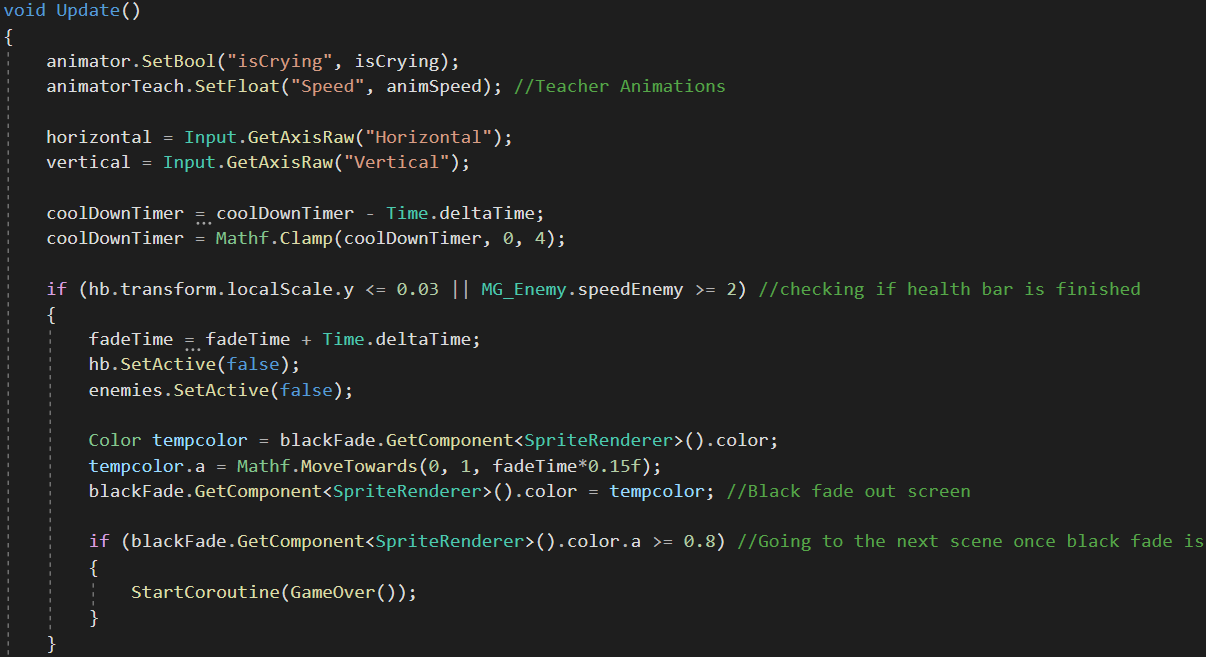 void Update()
{
animator.SetBool("isCrying", isCrying);
animatorTeach.SetFloat("Speed", animSpeed); //Teacher Animations
horizontal = Input.GetAxisRaw("Horizontal");
vertical = Input.GetAxisRaw("Vertical");
coolDownTimer = coolDownTimer - Time.deltaTime;
coolDownTimer = Mathf.Clamp(coolDownTimer, 0, 4);
if (hb.transform.localScale.y <= 0.03 || MG_Enemy.speedEnemy >= 2) //checking if health bar is finished
{
fadeTime = fadeTime + Time.deltaTime;
hb.SetActive(false);
enemies.SetActive(false);
Color tempcolor = blackFade.GetComponent<SpriteRenderer>().color;
tempcolor.a = Mathf.MoveTowards(0, 1, fadeTime*0.15f);
blackFade.GetComponent<SpriteRenderer>().color = tempcolor; //Black fade out screen
if (blackFade.GetComponent<SpriteRenderer>().color.a >= 0.8) //Going to the next scene once black fade is
{
StartCoroutine(GameOver());
}
}